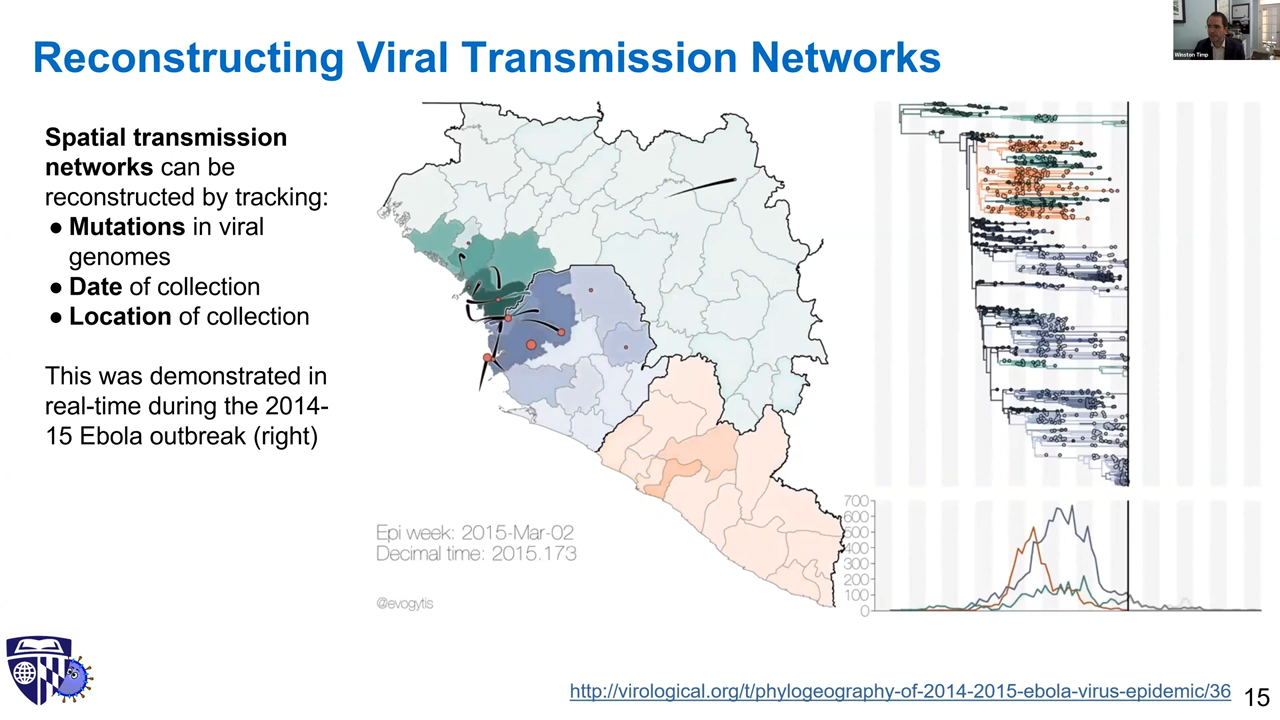 Reconstructing Viral Transmission Networks
Winston Timp
Spatial transmission
networks can be
reconstructed by tracking:
● Mutations in viral
genomes
● Date of collection
● Location of collection
This was demonstrated in
real-time during the 2014-
15 Ebola outbreak (right)
Epi week: 2015-Mar-02
Decimal time: 2015.173
@evogytis
700
600
500
400
300
200
100
0
http://virological.org/t/phylogeography-of-2014-2015-ebola-virus-epidemic/36
15